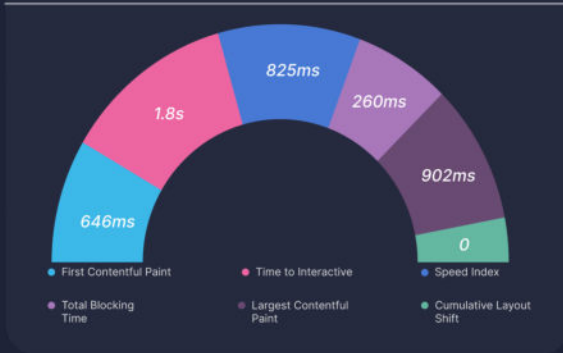 825ms
1.8s
260ms
902ms
646ms
0
First Contentful Paint
Time to Interactive
Speed Index
Total Blocking
Time
Largest Contentful
Paint
Cumulative Layout
Shift